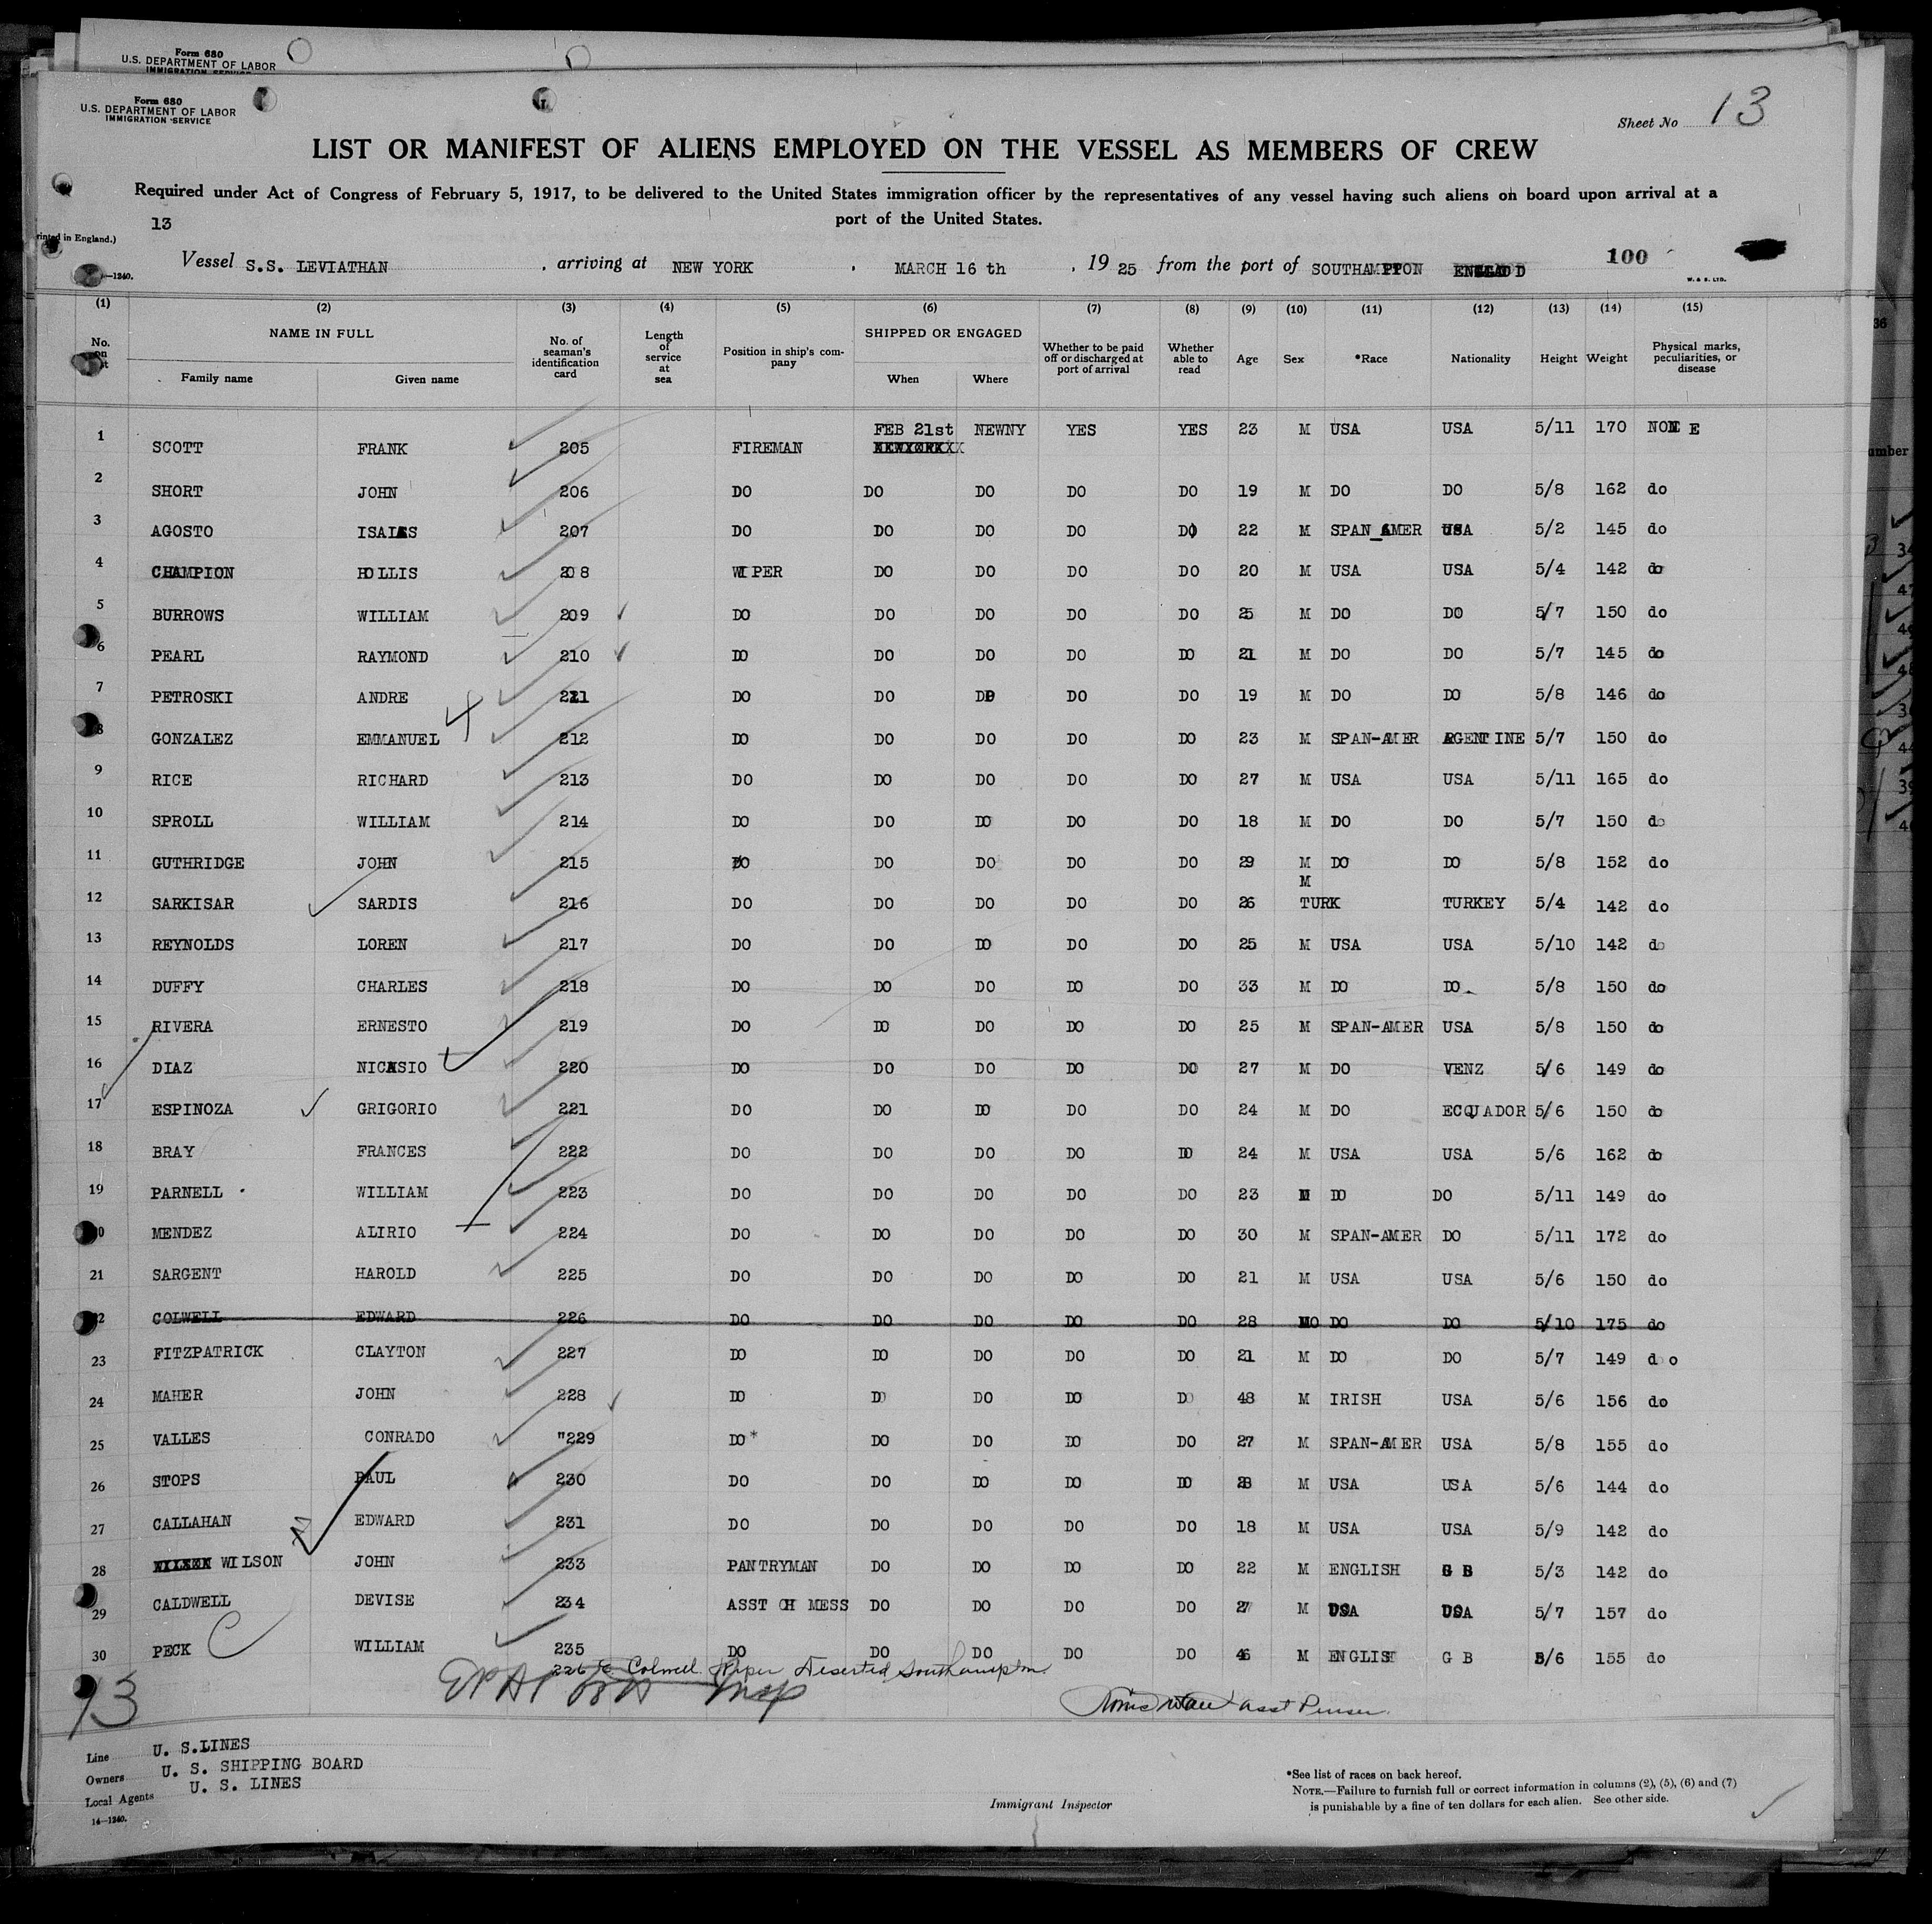 Form 680
U.S. DEPARTMENT OF LABOR
IMMIGRATION SERVICE
Form 680
U.S. DEPARTMENT OF LABOR
IMMIGRATION SERVICE
Sheet No 13
LIST OR MANIFEST OF ALIENS EMPLOYED ON THE VESSEL AS MEMBERS OF CREW
Required under Act of Congress of February 5, 1917, to be delivered to the United States immigration officer by the representatives of any vessel having such aliens on board upon arrival at a
port of the United States.
13
rinted in England.)
Vessel S.S. LEVIATHAN , arriving at NEW YORK , MARCH 16 th , 19 25 from the port of SOUTHAMPTON 100
—1240.
W. & S. LTD.
(1) (2) (3) (4) (5) (6) (7) (8) (9) (10) (11) (12) (13) (14) (15)
No. on NAME IN FULL Family name Given name No. of seaman's identification card Length of service at sea Position in ship's company SHIPPED OR ENGAGED When Where Whether to be paid off or discharged at port of arrival Whether able to read Age Sex *Race Nationality Height Weight Physical marks, peculiarities, or disease
1 SCOTT FRANK 205 FIREMAN FEB 21st NEWNY YES YES 23 M USA USA 5/11 170 NONE
2 SHORT JOHN 206 DO DO DO DO DO 19 M DO DO 5/8 162 do
3 AGOSTO ISAIAS 207 DO DO DO DO DO 22 M SPAN_AMER USA 5/2 145 do
4 CHAMPION HOLLIS 208 WIPER DO DO DO DO 20 M USA USA 5/4 142 do
5 BURROWS WILLIAM 209 DO DO DO DO DO 25 M DO DO 5/7 150 do
6 PEARL RAYMOND 210 DO DO DO DO DO 21 M DO DO 5/7 145 do
7 PETROSKI ANDRE 211 DO DO DO DO DO 19 M DO DO 5/8 146 do
8 GONZALEZ EMMANUEL 212 DO DO DO DO DO 23 M SPAN-AMER ARGENTINE 5/7 150 do
9 RICE RICHARD 213 DO DO DO DO DO 27 M USA USA 5/11 165 do
10 SPROLL WILLIAM 214 DO DO DO DO DO 18 M DO DO 5/7 150 do
11 GUTHRIDGE JOHN 215 DO DO DO DO DO 29 M DO DO 5/8 152 do
12 SARKISAR SARDIS 216 DO DO DO DO DO 26 M TURK TURKEY 5/4 142 do
13 REYNOLDS LOREN 217 DO DO DO DO DO 25 M USA USA 5/10 142 do
14 DUFFY CHARLES 218 DO DO DO DO DO 33 M DO DO 5/8 150 do
15 RIVERA ERNESTO 219 DO DO DO DO DO 25 M SPAN-AMER USA 5/8 150 do
16 DIAZ NICASIO 220 DO DO DO DO DO 27 M DO VENZ 5/6 149 do
17 ESPINOZA GRIGORIO 221 DO DO DO DO DO 24 M DO ECQUADOR 5/6 150 do
18 BRAY FRANCES 222 DO DO DO DO DO 24 M USA USA 5/6 162 do
19 PARNELL WILLIAM 223 DO DO DO DO DO 23 M DO DO 5/11 149 do
20 MENDEZ ALIRIO 224 DO DO DO DO DO 30 M SPAN-AMER DO 5/11 172 do
21 SARGENT HAROLD 225 DO DO DO DO DO 21 M USA USA 5/6 150 do
22 COLWELL EDWARD 226 DO DO DO DO DO 28 M DO DO 5/10 175 do
23 FITZPATRICK CLAYTON 227 DO DO DO DO DO 21 M DO DO 5/7 149 d o
24 MAHER JOHN 228 DO DO DO DO DO 48 M IRISH USA 5/6 156 do
25 VALLES CONRADO "229 DO* DO DO DO DO 27 M SPAN-AMER USA 5/8 155 do
26 STOPS PAUL 230 DO DO DO DO DO 28 M USA USA 5/6 144 do
27 CALLAHAN EDWARD 231 DO DO DO DO DO 18 M USA USA 5/9 142 do
28 WILSON JOHN 233 PANTRYMAN DO DO DO DO 22 M ENGLISH G B 5/3 142 do
29 CALDWELL DEVISE 234 ASST CH MESS DO DO DO DO 27 M USA USA 5/7 157 do
30 PECK WILLIAM 235 DO DO DO DO DO 46 M ENGLISH G B 5/6 155 do
226 E Colwell Wiper Deserted Southampton
13
Asst Purser
Line U. S.LINES
Owners U. S. SHIPPING BOARD
Local Agents U. S. LINES
14—1240.
Immigrant Inspector
*See list of races on back hereof.
NOTE.—Failure to furnish full or correct information in columns (2), (5), (6) and (7)
is punishable by a fine of ten dollars for each alien. See other side.